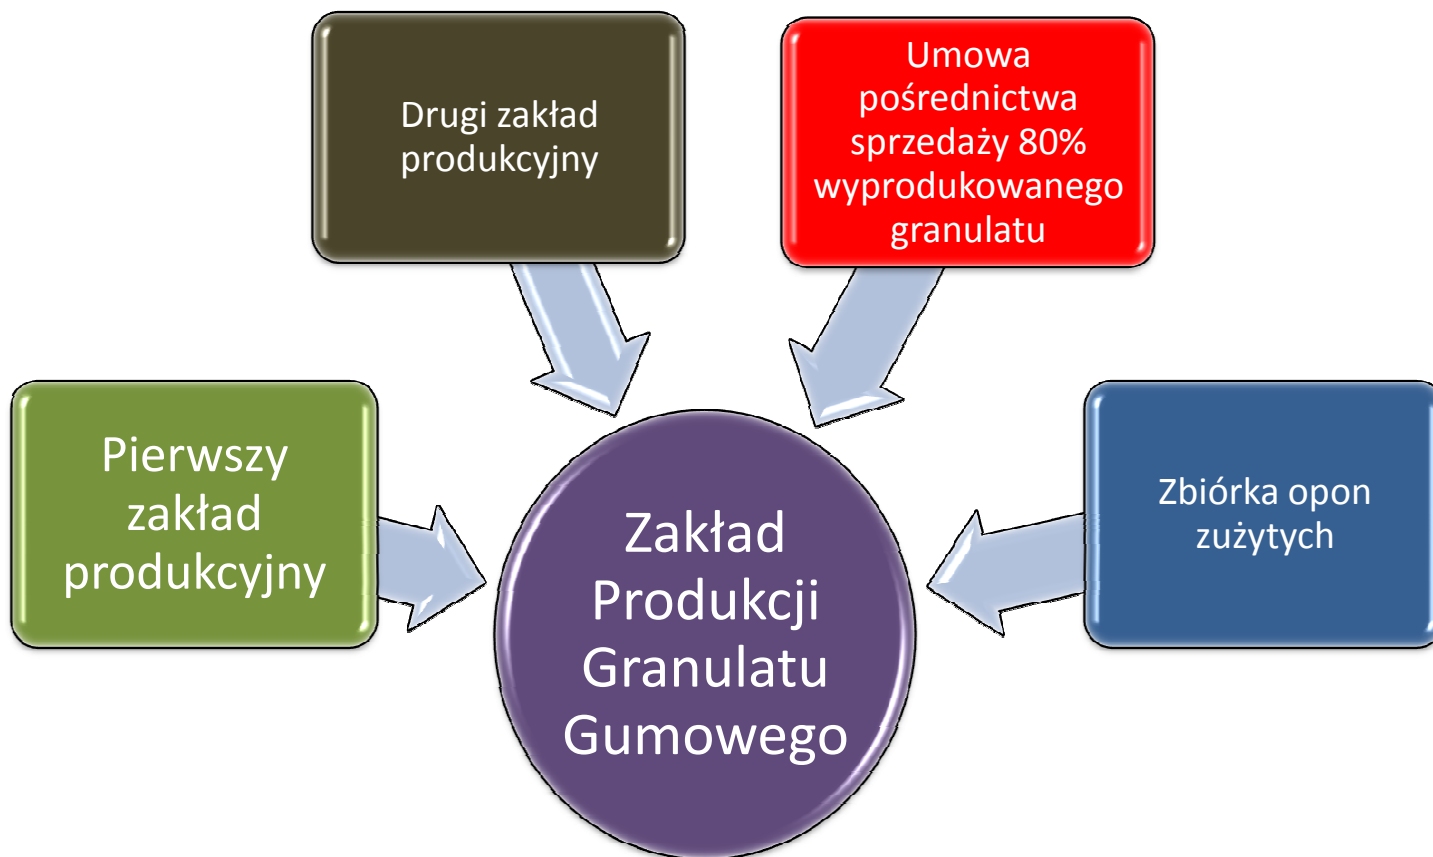 Drugi zakład
produkcyjny
Umowa
pośrednictwa
sprzedaży 80%
wyprodukowanego
granulatu
Pierwszy
zakład
produkcyjny
Zbiórka opon
zużytych
Zakład
Produkcji
Granulatu
Gumowego